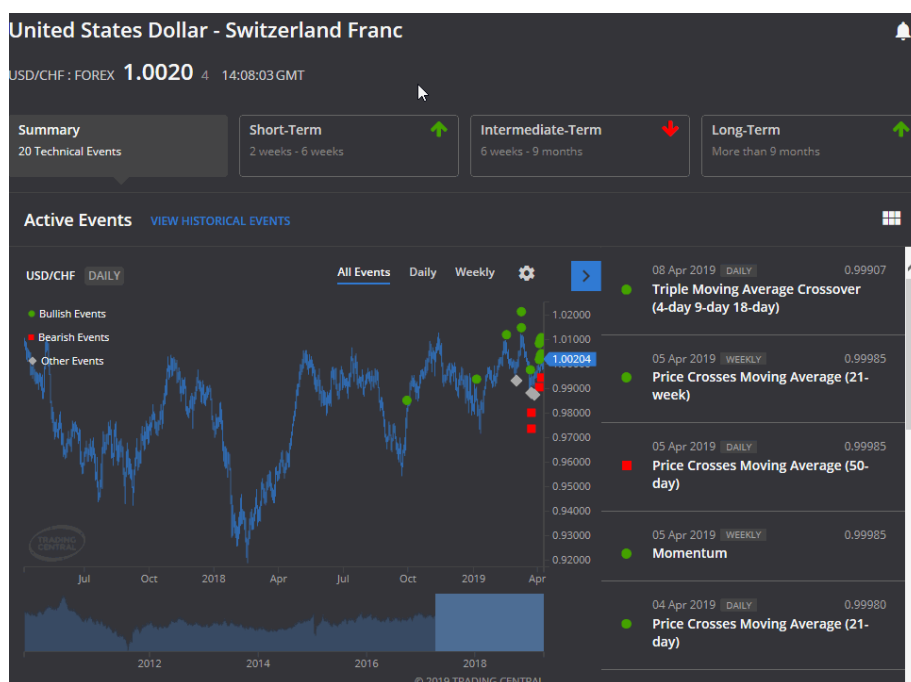 United States Dollar - Switzerland Franc
USD/CHF : FOREX 1.0020 4 14:08:03 GMT
Summary
20 Technical Events
Short-Term
2 weeks - 6 weeks
Intermediate-Term
6 weeks - 9 months
Long-Term
More than 9 months
Active Events VIEW HISTORICAL EVENTS
USD/CHF DAILY
All Events Daily Weekly
Bullish Events
Bearish Events
Other Events
1.02000
1.01000
1.00204
0.99000
0.98000
0.97000
0.96000
0.95000
0.94000
0.93000
0.92000
TRADING
CENTRAL
Jul Oct 2018 Apr Jul Oct 2019 Apr
2012 2014 2016 2018
© 2019 TRADING CENTRAL
08 Apr 2019 DAILY 0.99907
Triple Moving Average Crossover
(4-day 9-day 18-day)
05 Apr 2019 WEEKLY 0.99985
Price Crosses Moving Average (21-
week)
05 Apr 2019 DAILY 0.99985
Price Crosses Moving Average (50-
day)
05 Apr 2019 WEEKLY 0.99985
Momentum
04 Apr 2019 DAILY 0.99980
Price Crosses Moving Average (21-
day)